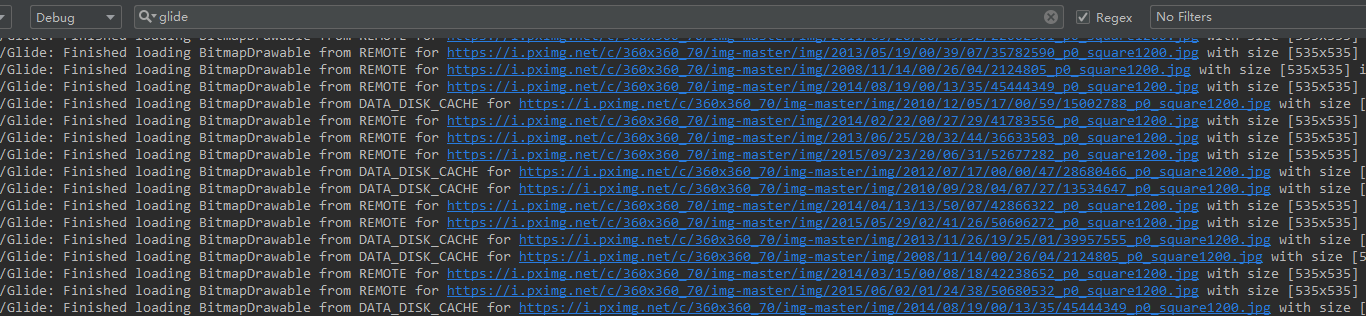 Debug glide Regex No Filters
/Glide: Finished loading BitmapDrawable from REMOTE for https://i.pximg.net/c/360x360_70/img-master/img/2013/05/19/00/39/07/35782590_p0_square1200.jpg with size [535x535]
/Glide: Finished loading BitmapDrawable from REMOTE for https://i.pximg.net/c/360x360_70/img-master/img/2008/11/14/00/26/04/2124805_p0_square1200.jpg with size [535x535] i
/Glide: Finished loading BitmapDrawable from REMOTE for https://i.pximg.net/c/360x360_70/img-master/img/2014/08/19/00/13/35/45444349_p0_square1200.jpg with size [535x535]
/Glide: Finished loading BitmapDrawable from DATA_DISK_CACHE for https://i.pximg.net/c/360x360_70/img-master/img/2010/12/05/17/00/59/15002788_p0_square1200.jpg with size [
/Glide: Finished loading BitmapDrawable from REMOTE for https://i.pximg.net/c/360x360_70/img-master/img/2014/02/22/00/27/29/41783556_p0_square1200.jpg with size [535x535]
/Glide: Finished loading BitmapDrawable from REMOTE for https://i.pximg.net/c/360x360_70/img-master/img/2013/06/25/20/32/44/36633503_p0_square1200.jpg with size [535x535]
/Glide: Finished loading BitmapDrawable from REMOTE for https://i.pximg.net/c/360x360_70/img-master/img/2015/09/23/20/06/31/52677282_p0_square1200.jpg with size [535x535]
/Glide: Finished loading BitmapDrawable from DATA_DISK_CACHE for https://i.pximg.net/c/360x360_70/img-master/img/2012/07/17/00/00/47/28680466_p0_square1200.jpg with size [
/Glide: Finished loading BitmapDrawable from DATA_DISK_CACHE for https://i.pximg.net/c/360x360_70/img-master/img/2010/09/28/04/07/27/13534647_p0_square1200.jpg with size [
/Glide: Finished loading BitmapDrawable from REMOTE for https://i.pximg.net/c/360x360_70/img-master/img/2014/04/13/13/50/07/42866322_p0_square1200.jpg with size [535x535]
/Glide: Finished loading BitmapDrawable from REMOTE for https://i.pximg.net/c/360x360_70/img-master/img/2015/05/29/02/41/26/50606272_p0_square1200.jpg with size [535x535]
/Glide: Finished loading BitmapDrawable from DATA_DISK_CACHE for https://i.pximg.net/c/360x360_70/img-master/img/2013/11/26/19/25/01/39957555_p0_square1200.jpg with size [
/Glide: Finished loading BitmapDrawable from DATA_DISK_CACHE for https://i.pximg.net/c/360x360_70/img-master/img/2008/11/14/00/26/04/2124805_p0_square1200.jpg with size [5
/Glide: Finished loading BitmapDrawable from REMOTE for https://i.pximg.net/c/360x360_70/img-master/img/2014/03/15/00/08/18/42238652_p0_square1200.jpg with size [535x535]
/Glide: Finished loading BitmapDrawable from REMOTE for https://i.pximg.net/c/360x360_70/img-master/img/2015/06/02/01/24/38/50680532_p0_square1200.jpg with size [535x535]
/Glide: Finished loading BitmapDrawable from DATA_DISK_CACHE for https://i.pximg.net/c/360x360_70/img-master/img/2014/08/19/00/13/35/45444349_p0_square1200.jpg with size [